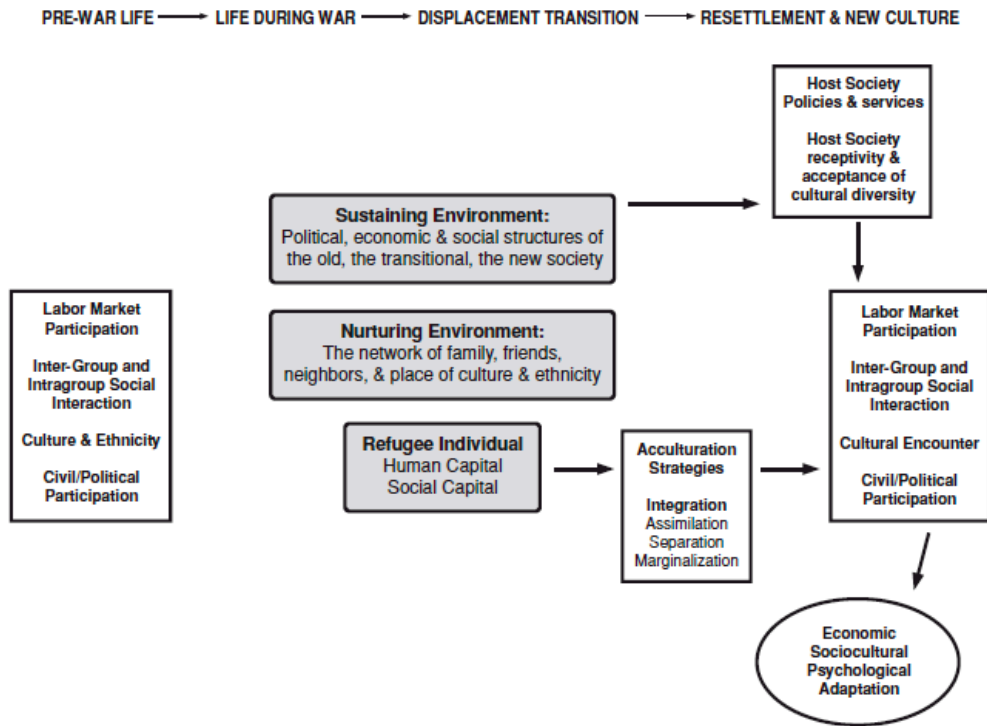 PRE-WAR LIFE LIFE DURING WAR DISPLACEMENT TRANSITION RESETTLEMENT & NEW CULTURE
Host Society
Policies & services
Host Society
receptivity &
acceptance of
cultural diversity
Sustaining Environment:
Political, economic & social structures of
the old, the transitional, the new society
Labor Market
Participation
Inter-Group and
Intragroup Social
Interaction
Culture & Ethnicity
Civil/Political
Participation
Nurturing Environment:
The network of family, friends,
neighbors, & place of culture & ethnicity
Refugee Individual
Human Capital
Social Capital
Acculturation
Strategies
Integration
Assimilation
Separation
Marginalization
Labor Market
Participation
Inter-Group and
Intragroup Social
Interaction
Cultural Encounter
Civil/Political
Participation
Economic
Sociocultural
Psychological
Adaptation